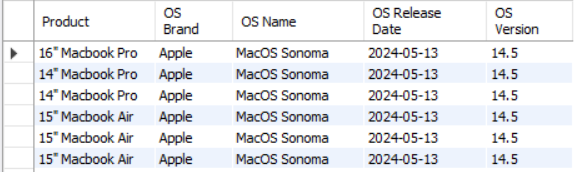 Product OS Brand OS Name OS Release Date OS Version
16" Macbook Pro Apple MacOS Sonoma 2024-05-13 14.5
14" Macbook Pro Apple MacOS Sonoma 2024-05-13 14.5
14" Macbook Pro Apple MacOS Sonoma 2024-05-13 14.5
15" Macbook Air Apple MacOS Sonoma 2024-05-13 14.5
15" Macbook Air Apple MacOS Sonoma 2024-05-13 14.5
15" Macbook Air Apple MacOS Sonoma 2024-05-13 14.5